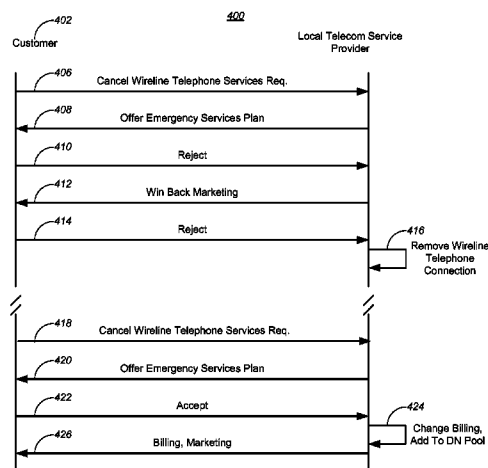 400
402
Customer
Local Telecom Service
Provider
406
Cancel Wireline Telephone Services Req.
408
Offer Emergency Services Plan
410
Reject
412
Win Back Marketing
414
Reject
416
Remove Wireline
Telephone
Connection
418
Cancel Wireline Telephone Services Req.
420
Offer Emergency Services Plan
422
Accept
424
Change Billing,
Add To DN Pool
426
Billing, Marketing